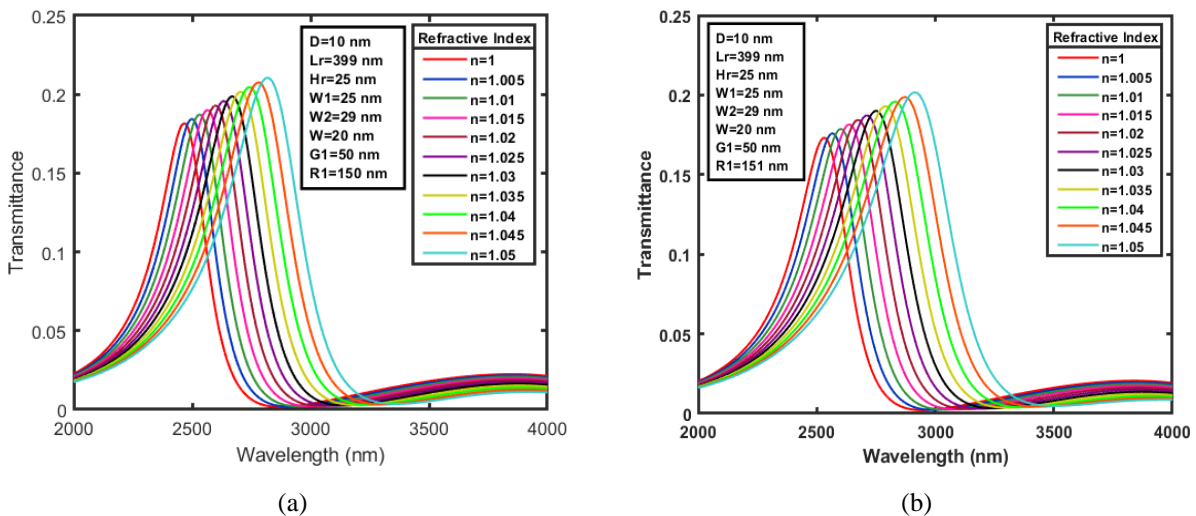 0.25
0.2
0.15
0.1
0.05
0
Transmittance
2000
2500
3000
3500
4000
Wavelength (nm)
D=10 nm
Lr=399 nm
Hr=25 nm
W1=25 nm
W2=29 nm
W=20 nm
G1=50 nm
R1=150 nm
Refractive Index
n=1
n=1.005
n=1.01
n=1.015
n=1.02
n=1.025
n=1.03
n=1.035
n=1.04
n=1.045
n=1.05
(a)
0.25
0.2
0.15
0.1
0.05
0
Transmittance
2000
2500
3000
3500
4000
Wavelength (nm)
D=10 nm
Lr=399 nm
Hr=25 nm
W1=25 nm
W2=29 nm
W=20 nm
G1=50 nm
R1=151 nm
Refractive Index
n=1
n=1.005
n=1.01
n=1.015
n=1.02
n=1.025
n=1.03
n=1.035
n=1.04
n=1.045
n=1.05
(b)